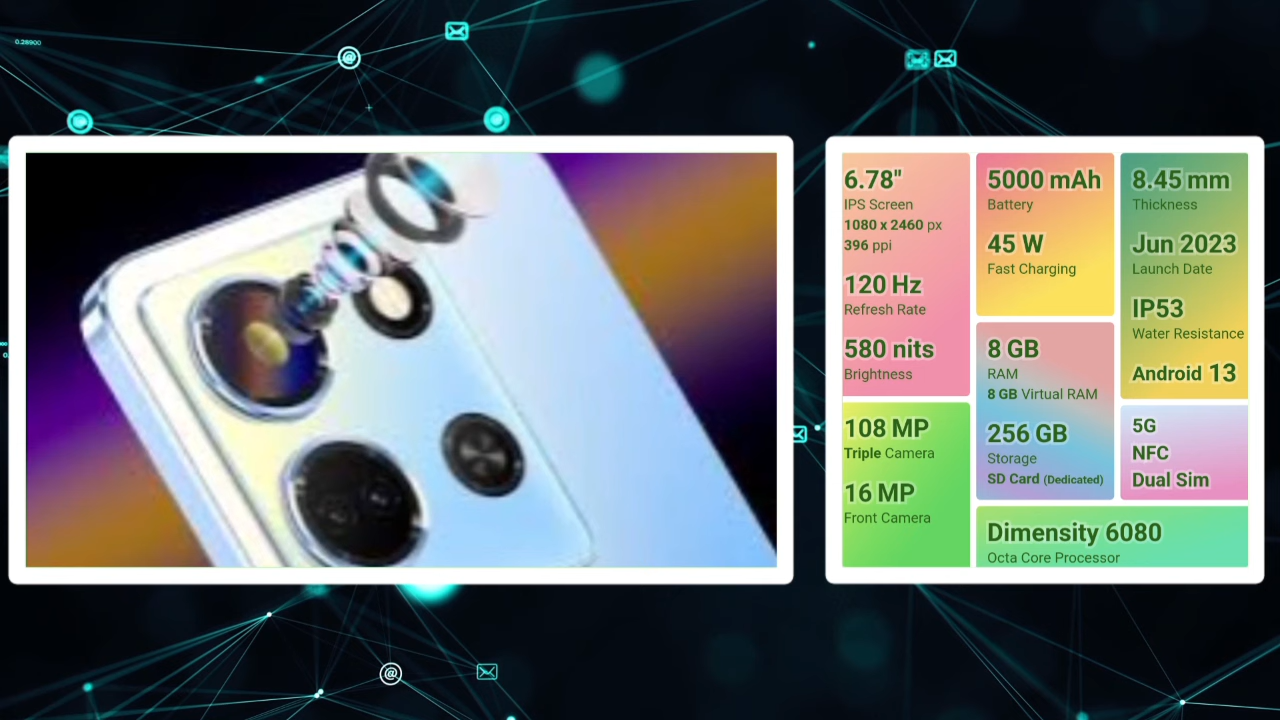 0.28900
@
6.78"
IPS Screen
1080 x 2460 px
396 ppi
120 Hz
Refresh Rate
580 nits
Brightness
108 MP
Triple Camera
16 MP
Front Camera
5000 mAh
Battery
45 W
Fast Charging
8 GB
RAM
8 GB Virtual RAM
256 GB
Storage
SD Card (Dedicated)
8.45 mm
Thickness
Jun 2023
Launch Date
IP53
Water Resistance
Android 13
5G
NFC
Dual Sim
Dimensity 6080
Octa Core Processor
@